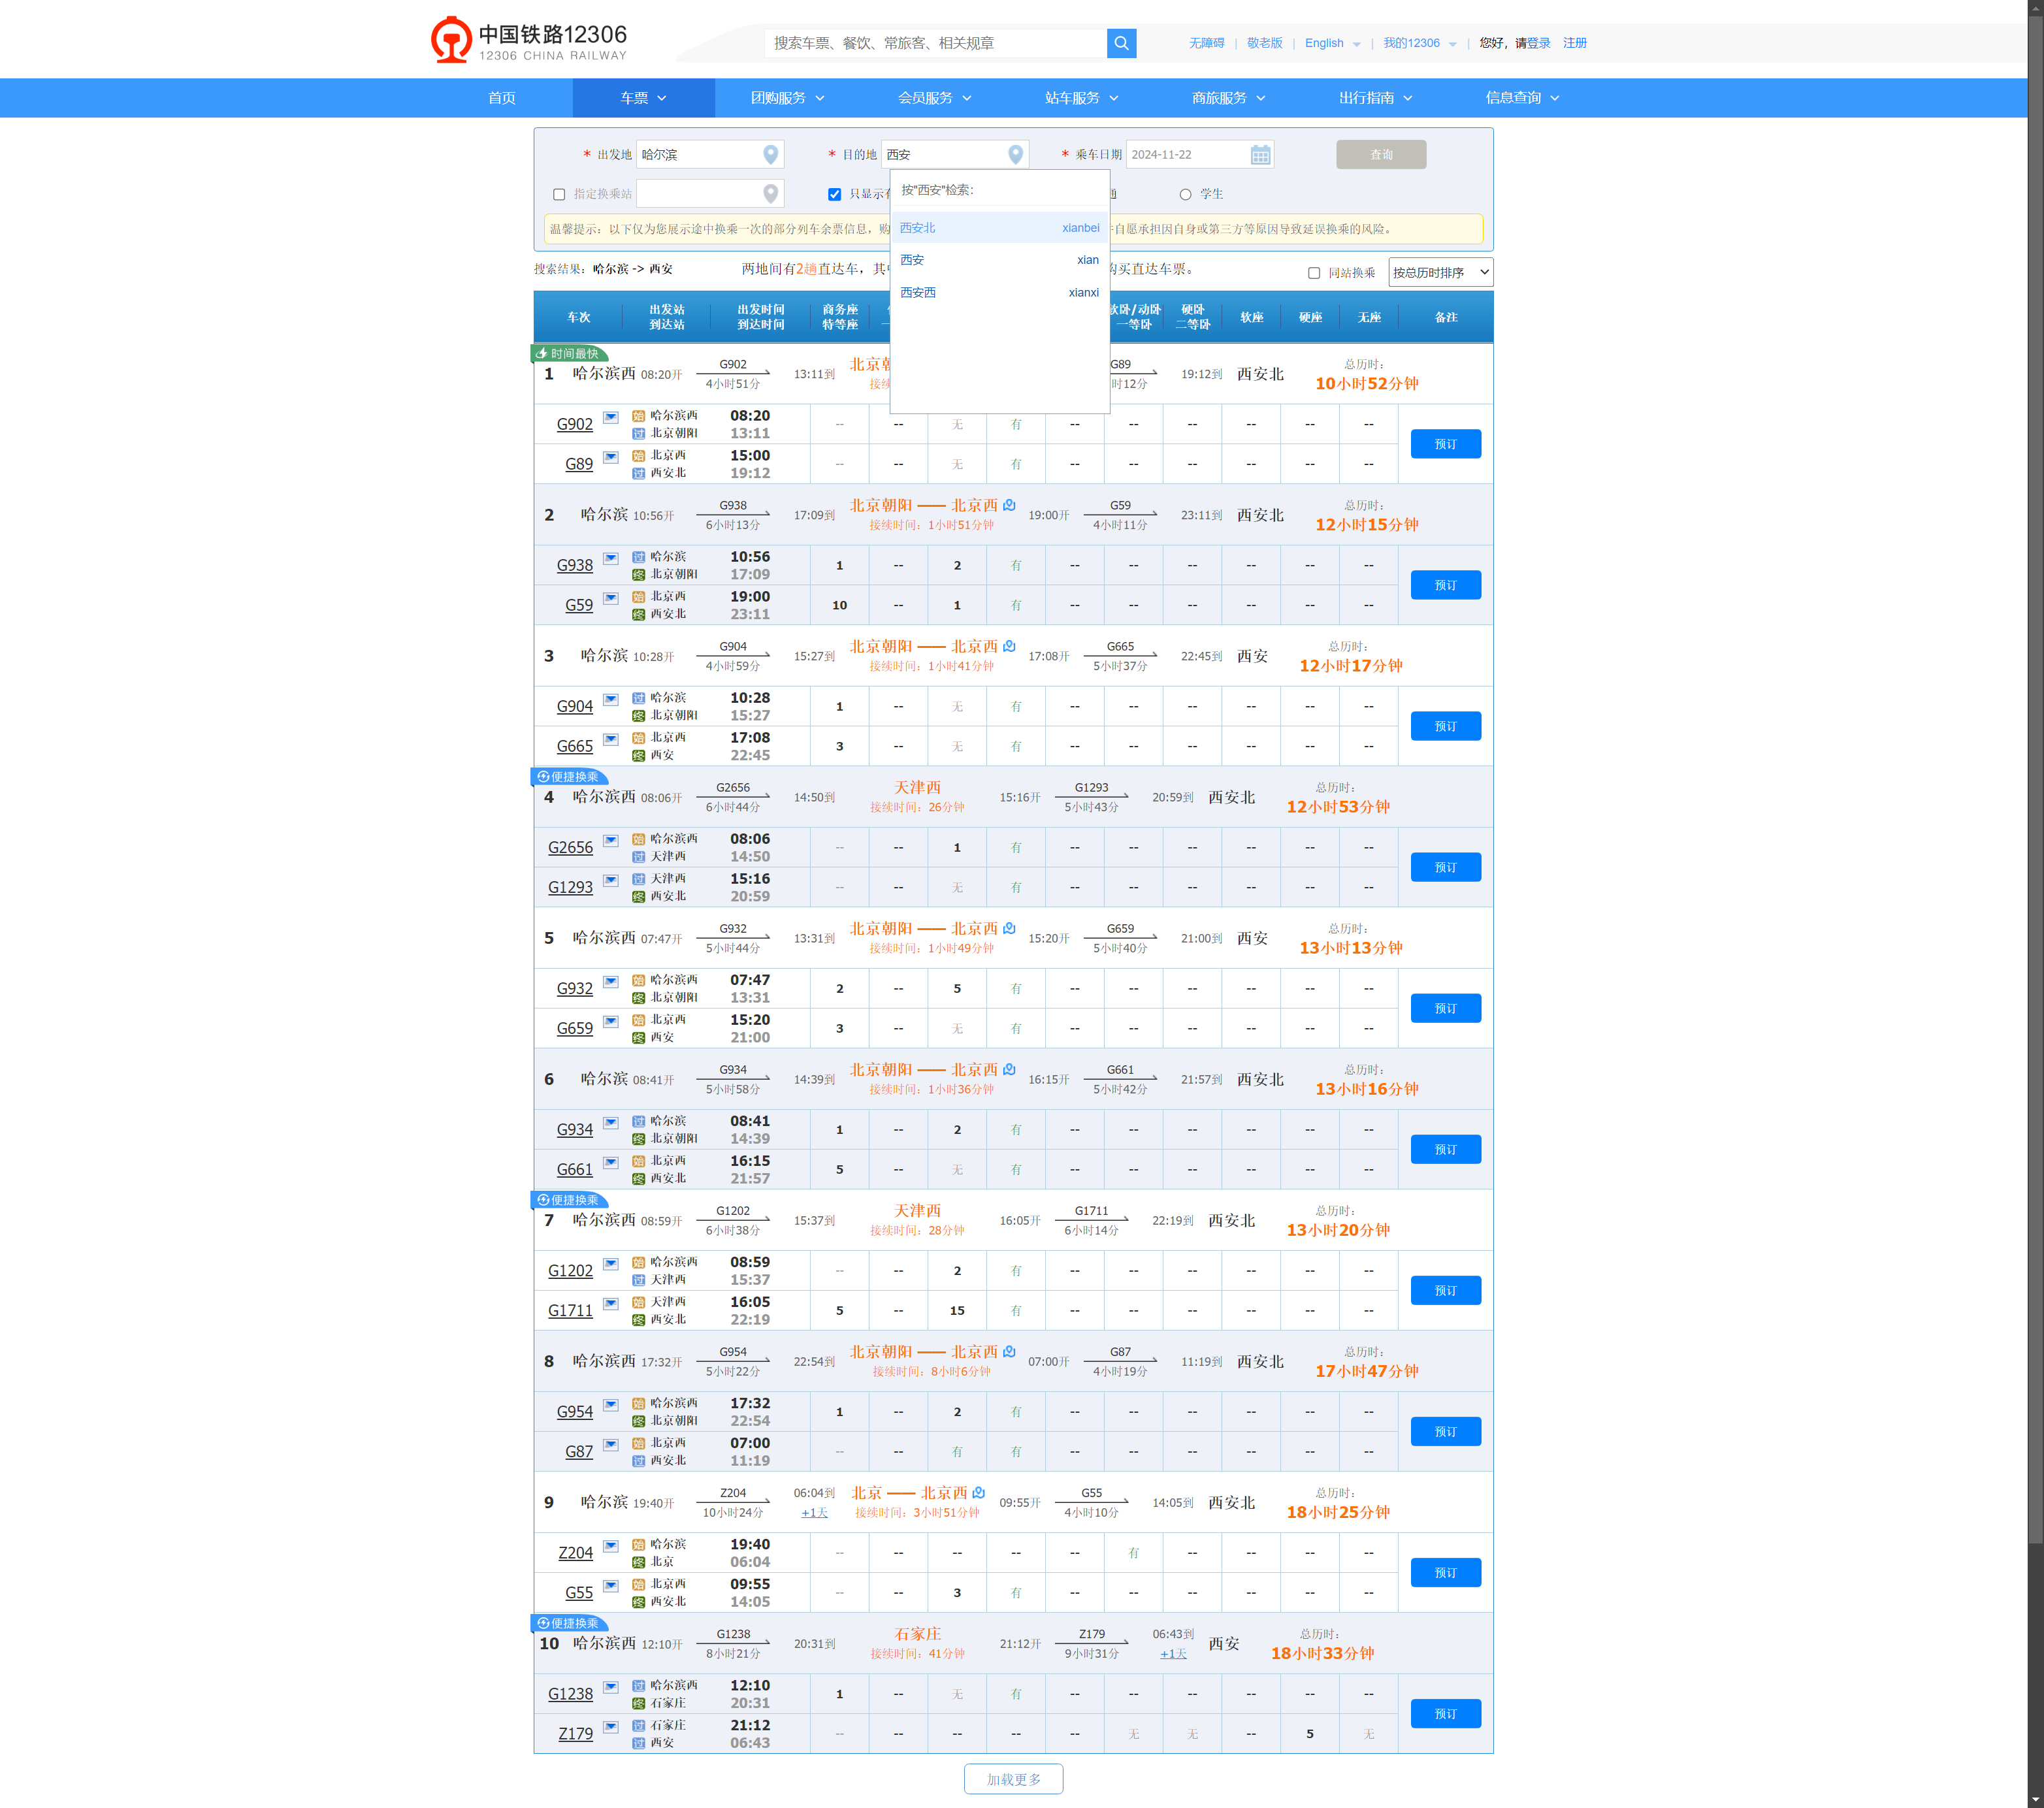 中国铁路12306
12306 CHINA RAILWAY
搜索车票、餐饮、常旅客、相关规章
无障碍 | 敬老版 | English | 我的12306 | 您好，请登录 注册
首页 车票 团购服务 会员服务 站车服务 商旅服务 出行指南 信息查询
* 出发地 哈尔滨 * 目的地 西安 * 乘车日期 2024-11-22 查询
指定换乘站 只显示有 学生
按"西安"检索：
西安北 xianbei
西安 xian
西安西 xianxi
温馨提示：以下仅为您展示途中换乘一次的部分列车余票信息，购 自愿承担因自身或第三方等原因导致延误换乘的风险。
搜索结果：哈尔滨 -> 西安 两地间有2趟直达车，其中 购买直达车票。 同站换乘 按总历时排序
车次 出发站 到达站 出发时间 到达时间 商务座 特等座 软卧/动卧 一等卧 硬卧 二等卧 软座 硬座 无座 备注
时间最快
1 哈尔滨西 08:20开 G902 4小时51分 13:11到 北京朝 接续 G89 时12分 19:12到 西安北 总历时： 10小时52分钟
G902 始 哈尔滨西 08:20 -- -- 无 有 -- -- -- -- -- --
过 北京朝阳 13:11
预订
G89 始 北京西 15:00 -- -- 无 有 -- -- -- -- -- --
过 西安北 19:12
2 哈尔滨 10:56开 G938 6小时13分 17:09到 北京朝阳 —— 北京西 接续时间：1小时51分钟 19:00开 G59 4小时11分 23:11到 西安北 总历时： 12小时15分钟
G938 过 哈尔滨 10:56 1 -- 2 有 -- -- -- -- -- --
终 北京朝阳 17:09
预订
G59 始 北京西 19:00 10 -- 1 有 -- -- -- -- -- --
终 西安北 23:11
3 哈尔滨 10:28开 G904 4小时59分 15:27到 北京朝阳 —— 北京西 接续时间：1小时41分钟 17:08开 G665 5小时37分 22:45到 西安 总历时： 12小时17分钟
G904 过 哈尔滨 10:28 1 -- 无 有 -- -- -- -- -- --
终 北京朝阳 15:27
预订
G665 始 北京西 17:08 3 -- 无 有 -- -- -- -- -- --
终 西安 22:45
便捷换乘
4 哈尔滨西 08:06开 G2656 6小时44分 14:50到 天津西 接续时间：26分钟 15:16开 G1293 5小时43分 20:59到 西安北 总历时： 12小时53分钟
G2656 始 哈尔滨西 08:06 -- -- 1 有 -- -- -- -- -- --
过 天津西 14:50
预订
G1293 过 天津西 15:16 -- -- 无 有 -- -- -- -- -- --
终 西安北 20:59
5 哈尔滨西 07:47开 G932 5小时44分 13:31到 北京朝阳 —— 北京西 接续时间：1小时49分钟 15:20开 G659 5小时40分 21:00到 西安 总历时： 13小时13分钟
G932 始 哈尔滨西 07:47 2 -- 5 有 -- -- -- -- -- --
终 北京朝阳 13:31
预订
G659 始 北京西 15:20 3 -- 无 有 -- -- -- -- -- --
终 西安 21:00
6 哈尔滨 08:41开 G934 5小时58分 14:39到 北京朝阳 —— 北京西 接续时间：1小时36分钟 16:15开 G661 5小时42分 21:57到 西安北 总历时： 13小时16分钟
G934 过 哈尔滨 08:41 1 -- 2 有 -- -- -- -- -- --
终 北京朝阳 14:39
预订
G661 始 北京西 16:15 5 -- 无 有 -- -- -- -- -- --
终 西安北 21:57
便捷换乘
7 哈尔滨西 08:59开 G1202 6小时38分 15:37到 天津西 接续时间：28分钟 16:05开 G1711 6小时14分 22:19到 西安北 总历时： 13小时20分钟
G1202 始 哈尔滨西 08:59 -- -- 2 有 -- -- -- -- -- --
过 天津西 15:37
预订
G1711 始 天津西 16:05 5 -- 15 有 -- -- -- -- -- --
终 西安北 22:19
8 哈尔滨西 17:32开 G954 5小时22分 22:54到 北京朝阳 —— 北京西 接续时间：8小时6分钟 07:00开 G87 4小时19分 11:19到 西安北 总历时： 17小时47分钟
G954 始 哈尔滨西 17:32 1 -- 2 有 -- -- -- -- -- --
终 北京朝阳 22:54
预订
G87 始 北京西 07:00 -- -- 有 有 -- -- -- -- -- --
过 西安北 11:19
9 哈尔滨 19:40开 Z204 10小时24分 06:04到 +1天 北京 —— 北京西 接续时间：3小时51分钟 09:55开 G55 4小时10分 14:05到 西安北 总历时： 18小时25分钟
Z204 始 哈尔滨 19:40 -- -- -- -- -- 有 -- -- -- --
终 北京 06:04
预订
G55 始 北京西 09:55 -- -- 3 有 -- -- -- -- -- --
终 西安北 14:05
便捷换乘
10 哈尔滨西 12:10开 G1238 8小时21分 20:31到 石家庄 接续时间：41分钟 21:12开 Z179 9小时31分 06:43到 +1天 西安 总历时： 18小时33分钟
G1238 过 哈尔滨西 12:10 1 -- 无 有 -- -- -- -- -- --
终 石家庄 20:31
预订
Z179 过 石家庄 21:12 -- -- -- -- -- 无 无 -- 5 无
过 西安 06:43
加载更多